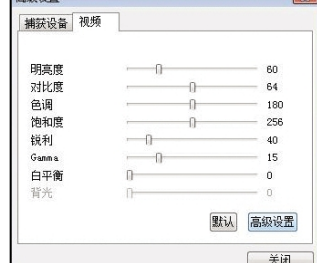 捕获设备 视频
明亮度 60
对比度 64
色调 180
饱和度 256
锐利 40
Gamma 15
白平衡 0
背光 0
默认 高级设置
关闭